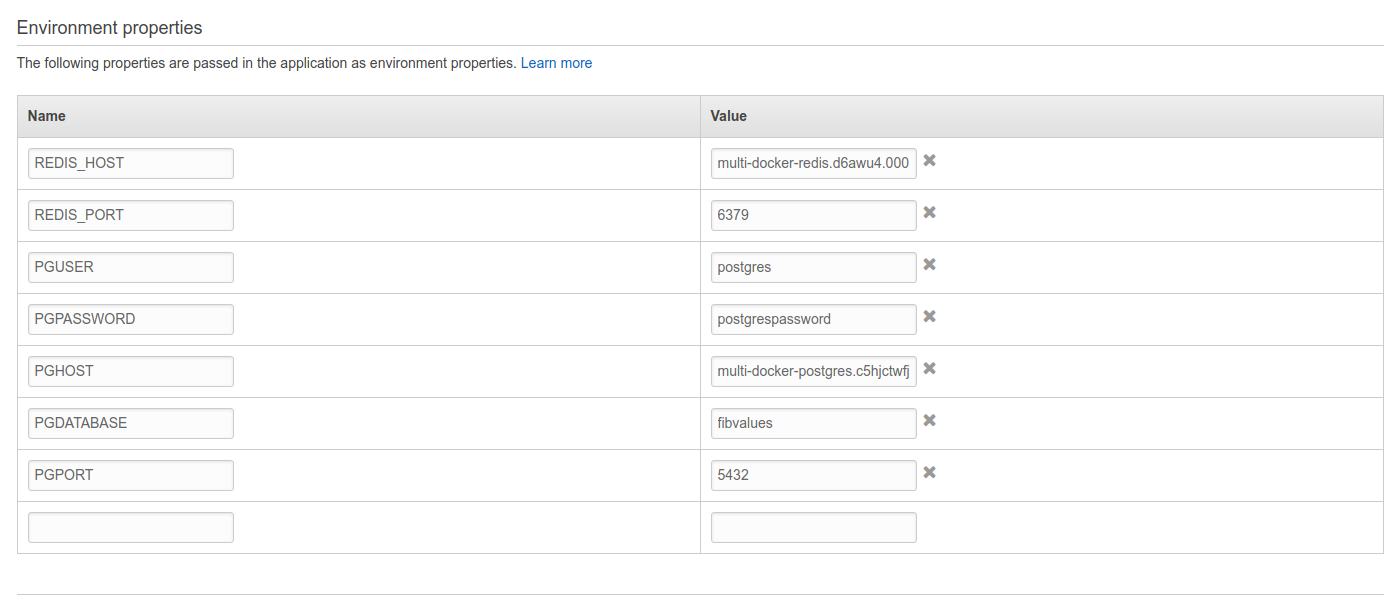 Environment properties
The following properties are passed in the application as environment properties. Learn more
Name Value
REDIS_HOST multi-docker-redis.d6awu4.000
REDIS_PORT 6379
PGUSER postgres
PGPASSWORD postgrespassword
PGHOST multi-docker-postgres.c5hjctwfj
PGDATABASE fibvalues
PGPORT 5432